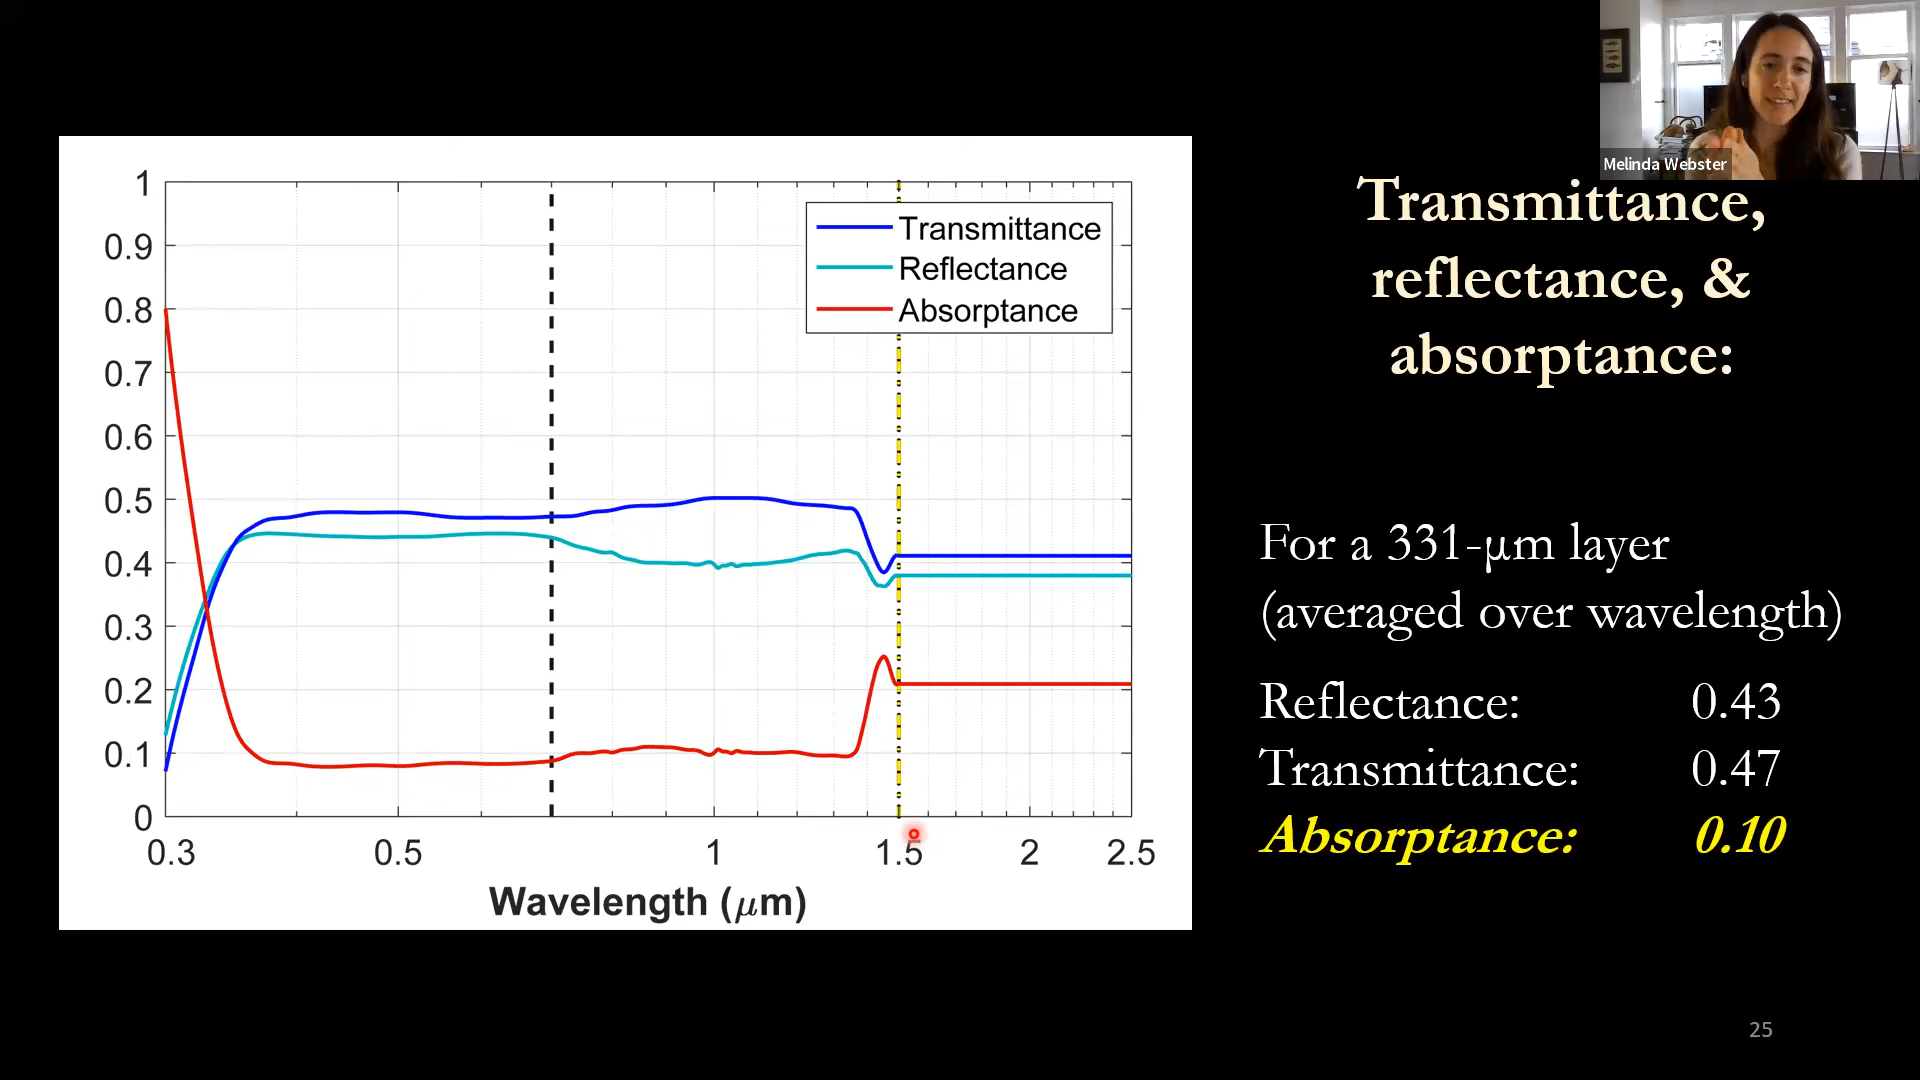 Melinda Webster
Transmittance,
reflectance, &
absorptance:
1
0.9
0.8
0.7
0.6
0.5
0.4
0.3
0.2
0.1
0
Transmittance
Reflectance
Absorptance
0.3 0.5 1 1.5 2 2.5
Wavelength (μm)
For a 331-μm layer
(averaged over wavelength)
Reflectance: 0.43
Transmittance: 0.47
Absorptance: 0.10
25